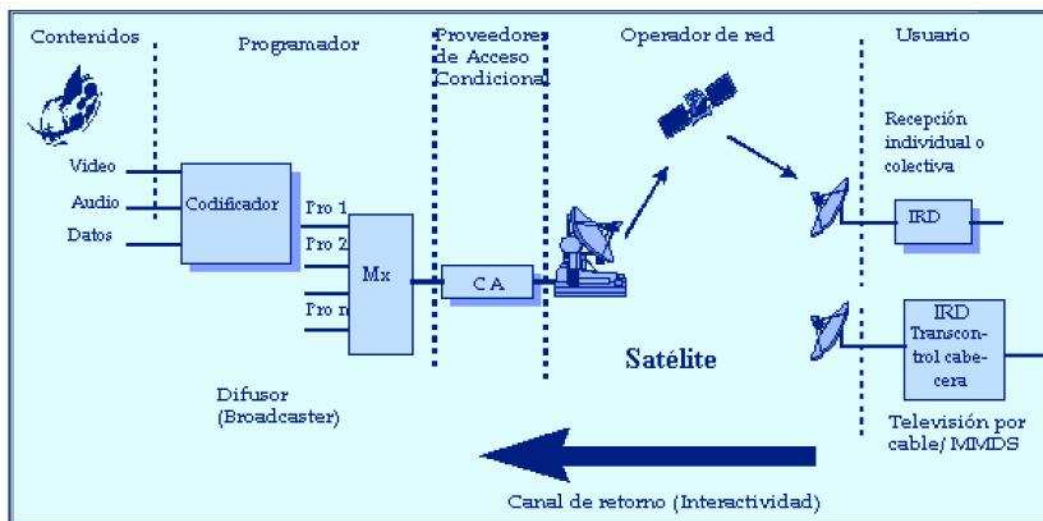 Contenidos
Programador
Proveedores
de Acceso
Condicional
Operador de red
Usuario
Video
Audio
Datos
Codificador
Pro 1
Pro 2
Pro n
Mx
C A
Satélite
Recepción
individual o
colectiva
IRD
IRD
Transcon-
trol cabe-
cera
Difusor
(Broadcaster)
Televisión por
cable/ MMDS
Canal de retorno (Interactividad)